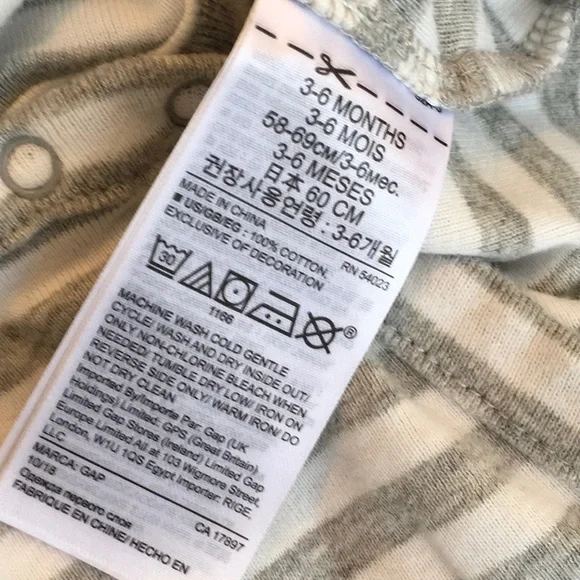 3-6 MONTHS
3-6 MOIS
58-69cм/3-6мес.
3-6 MESES
日本 60 CM
권장사용연령 : 3-6개월
MADE IN CHINA RN 54023
■ US/GB/EG : 100% COTTON,
EXCLUSIVE OF DECORATION
30
®
1166
MACHINE WASH COLD GENTLE
CYCLE/ WASH AND DRY INSIDE OUT/
ONLY NON-CHLORINE BLEACH WHEN
NEEDED/ TUMBLE DRY LOW/ IRON ON
REVERSE SIDE ONLY/ WARM IRON/ DO
NOT DRY CLEAN
Imported By/Importe Par: Gap (UK
Holdings) Limited: GPS (Great Britain)
Limited Gap Stores (Ireland) Limited Gap
Europe Limited All at 103 Wigmore Street,
London, W1U 1QS Egypt Importer: RIGE,
LLC
MARCA: GAP
10/18 CA 17897
Одежда первого слоя
FABRIQUE EN CHINE/ HECHO EN